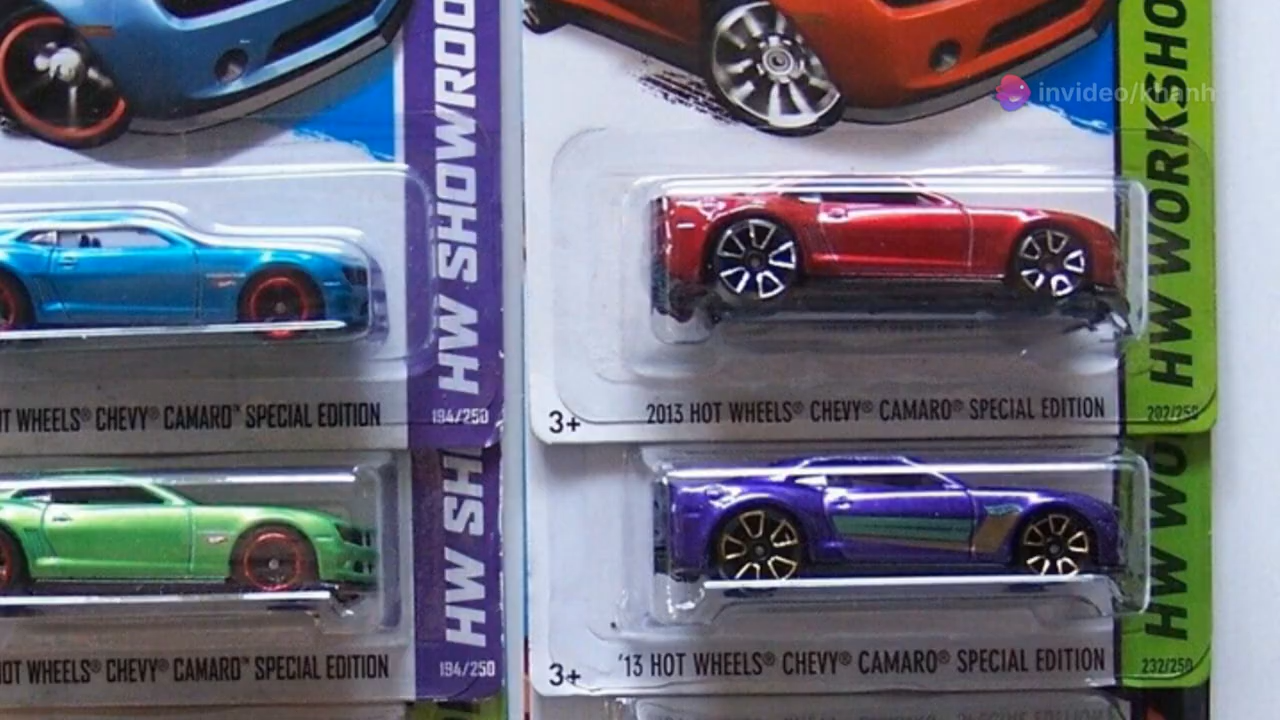 HW SHOWROO
HW WORKSHO
invideo/khanh
OT WHEELS® CHEVY® CAMARO™ SPECIAL EDITION
194/250
3+
2013 HOT WHEELS® CHEVY® CAMARO® SPECIAL EDITION
202/250
HW SH
HW WO
HOT WHEELS® CHEVY® CAMARO™ SPECIAL EDITION
194/250
3+
'13 HOT WHEELS® CHEVY® CAMARO® SPECIAL EDITION
232/250